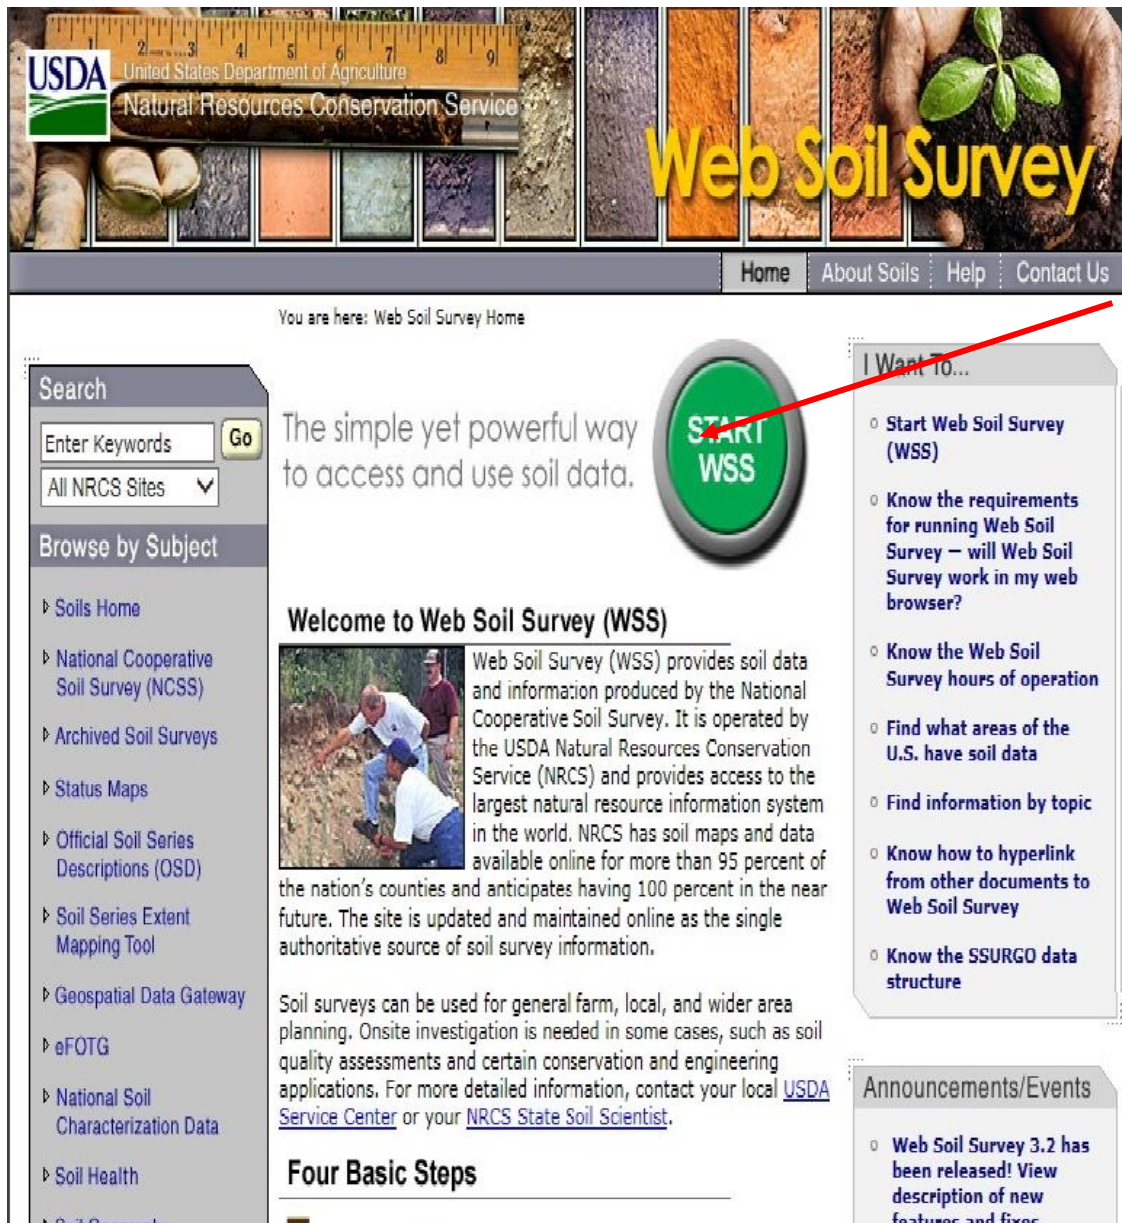 1 2 3 4 5 6 7 8 9
USDA
United States Department of Agriculture
Natural Resources Conservation Service
Web Soil Survey
Home
About Soils
Help
Contact Us
You are here: Web Soil Survey Home
Search
Enter Keywords
Go
All NRCS Sites
Browse by Subject
Soils Home
National Cooperative
Soil Survey (NCSS)
Archived Soil Surveys
Status Maps
Official Soil Series
Descriptions (OSD)
Soil Series Extent
Mapping Tool
Geospatial Data Gateway
eFOTG
National Soil
Characterization Data
Soil Health
The simple yet powerful way
to access and use soil data.
START
WSS
Welcome to Web Soil Survey (WSS)
Web Soil Survey (WSS) provides soil data
and information produced by the National
Cooperative Soil Survey. It is operated by
the USDA Natural Resources Conservation
Service (NRCS) and provides access to the
largest natural resource information system
in the world. NRCS has soil maps and data
available online for more than 95 percent of
the nation's counties and anticipates having 100 percent in the near
future. The site is updated and maintained online as the single
authoritative source of soil survey information.
Soil surveys can be used for general farm, local, and wider area
planning. Onsite investigation is needed in some cases, such as soil
quality assessments and certain conservation and engineering
applications. For more detailed information, contact your local USDA
Service Center or your NRCS State Soil Scientist.
Four Basic Steps
I Want To...
Start Web Soil Survey
(WSS)
Know the requirements
for running Web Soil
Survey — will Web Soil
Survey work in my web
browser?
Know the Web Soil
Survey hours of operation
Find what areas of the
U.S. have soil data
Find information by topic
Know how to hyperlink
from other documents to
Web Soil Survey
Know the SSURGO data
structure
Announcements/Events
Web Soil Survey 3.2 has
been released! View
description of new
features and fixes